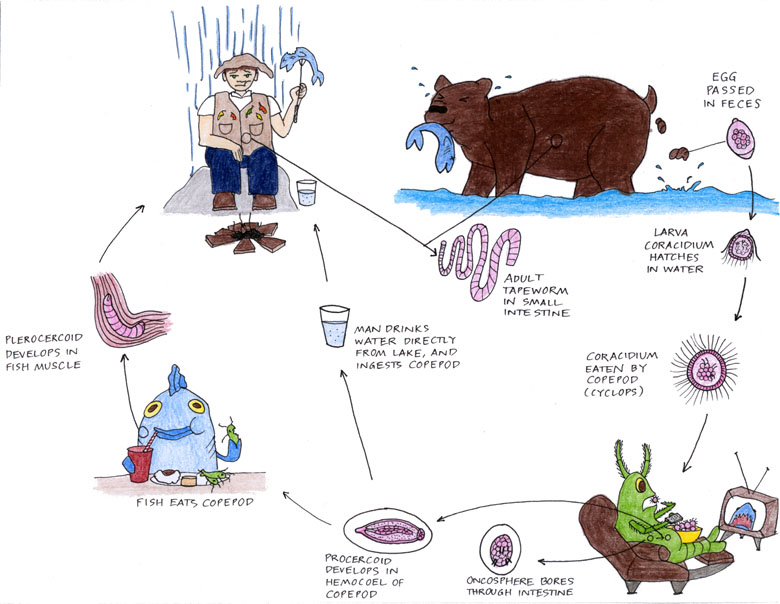 EGG
PASSED
IN FECES
LARVA
CORACIDIUM
HATCHES
IN WATER
ADULT
TAPEWORM
IN SMALL
INTESTINE
CORACIDIUM
EATEN BY
COPEPOD
(CYCLOPS)
MAN DRINKS
WATER DIRECTLY
FROM LAKE, AND
INGESTS COPEPOD
PLEROCERCOID
DEVELOPS IN
FISH MUSCLE
FISH EATS COPEPOD
PROCERCOID
DEVELOPS IN
HEMOCOEL OF
COPEPOD
ONCOSPHERE BORES
THROUGH INTESTINE